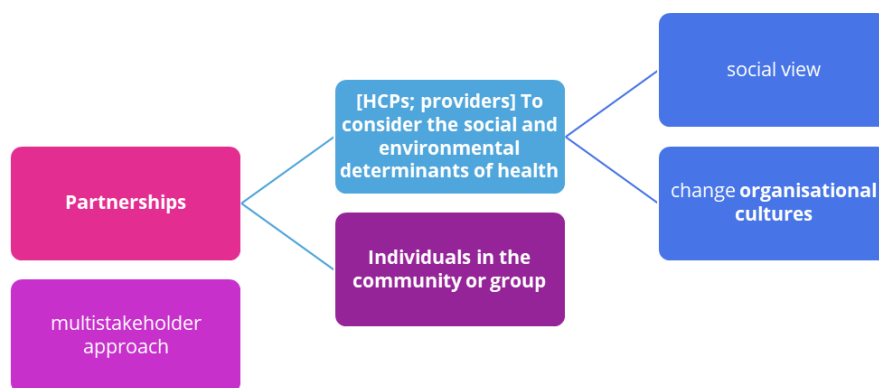 Partnerships
multistakeholder
approach
[HCPs; providers] To
consider the social and
environmental
determinants of health
Individuals in the
community or group
social view
change organisational
cultures